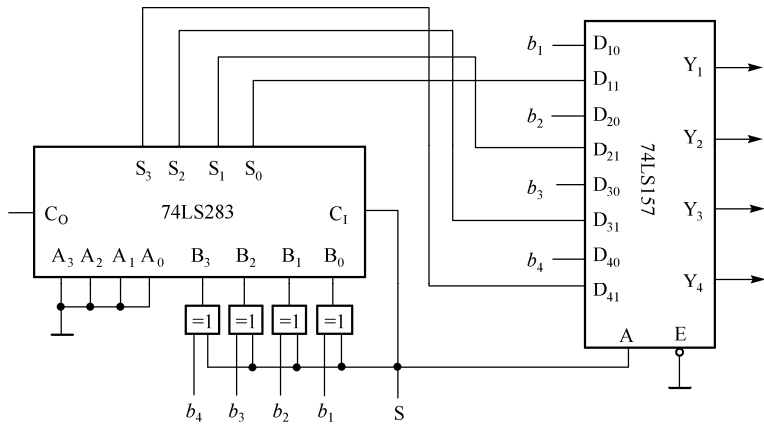 b₁ D₁₀
Y₁
D₁₁
b₂ D₂₀
Y₂
D₂₁
b₃ D₃₀
Y₃
D₃₁
b₄ D₄₀
Y₄
D₄₁
74LS157
A E
S₃ S₂ S₁ S₀
C_O 74LS283 C_I
A₃ A₂ A₁ A₀ B₃ B₂ B₁ B₀
=1 =1 =1 =1
b₄ b₃ b₂ b₁ S